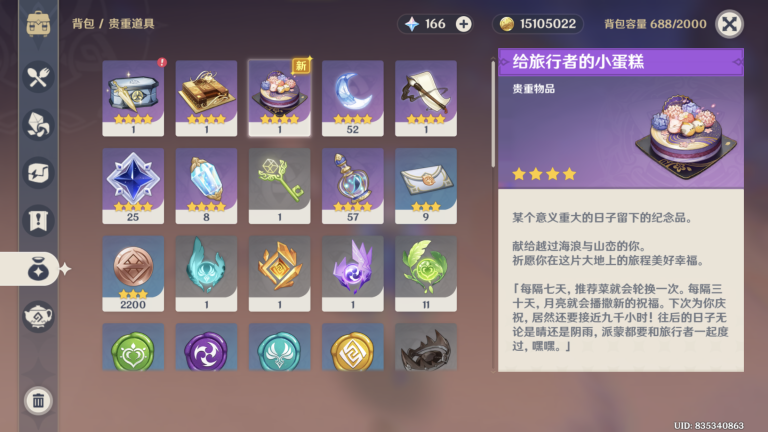 背包 / 贵重道具
166
15105022
背包容量 688/2000
新
1
1
1
52
1
25
8
1
57
9
2200
1
1
1
11
给旅行者的小蛋糕
贵重物品
某个意义重大的日子留下的纪念品。
献给越过海浪与山峦的你。
祈愿你在这片大地上的旅程美好幸福。
「每隔七天，推荐菜就会轮换一次。每隔三
十天，月亮就会播撒新的祝福。下次为你庆
祝，居然还要接近九千小时！往后的日子无
论是晴还是阴雨，派蒙都要和旅行者一起度
过，嘿嘿。」
UID: 835340863